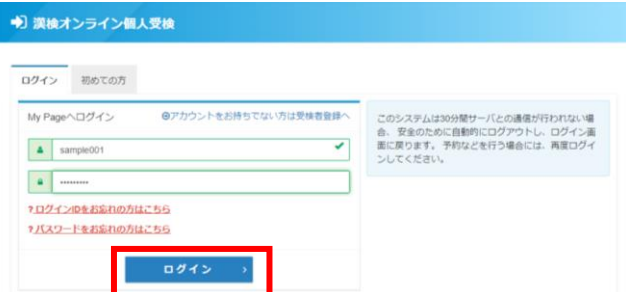 漢検オンライン個人受検
ログイン
初めての方
My Pageへログイン
アカウントをお持ちでない方は受検者登録へ
sample001
•••••••••
?ログインIDをお忘れの方はこちら
?パスワードをお忘れの方はこちら
ログイン
このシステムは30分間サーバとの通信が行われない場
合、 安全のために自動的にログアウトし、ログイン画
面に戻ります。 予約などを行う場合には、再度ログイ
ンしてください。